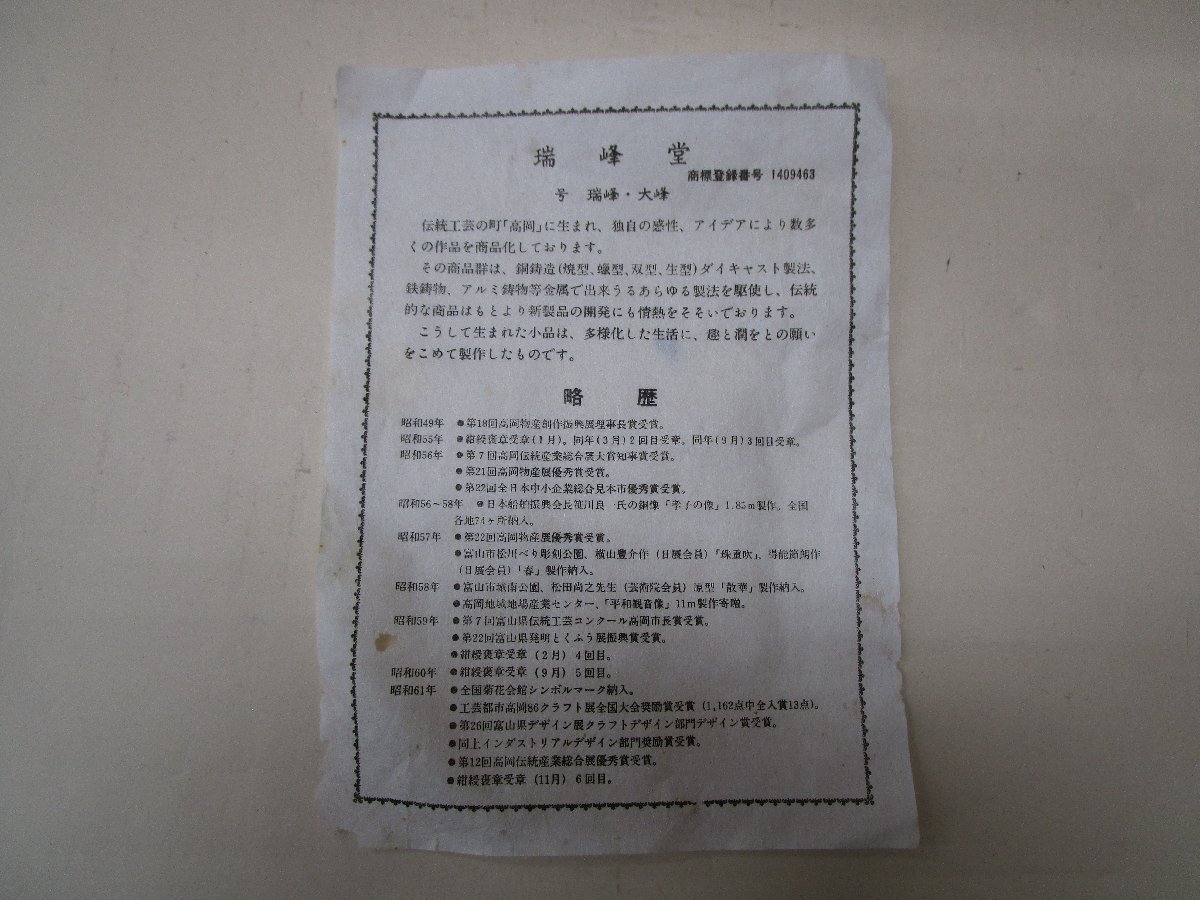 瑞峰堂
商標登録番号 1409463
号 瑞峰・大峰
伝統工芸の町「高岡」に生まれ、独自の感性、アイデアにより数多
くの作品を商品化しております。
その商品群は、銅鋳造(焼型、蠟型、双型、生型)ダイキャスト製法、
鉄鋳物、アルミ鋳物等金属で出来うるあらゆる製法を駆使し、伝統
的な商品はもとより新製品の開発にも情熱をそそいでおります。
こうして生まれた小品は、多様化した生活に、趣と潤をとの願い
をこめて製作したものです。
略歴
昭和49年 ●第18回高岡物産創作振興展理事長賞受賞。
昭和55年 ●紺綬褒章受章(1月)。同年(3月)2回目受章。同年(9月)3回目受章。
昭和56年 ●第7回高岡伝統産業総合展大賞知事賞受賞。
●第21回高岡物産展優秀賞受賞。
●第22回全日本中小企業総合見本市優秀賞受賞。
昭和56~58年 ●日本船舶振興会長笹川良一氏の銅像「孝子の像」1.85m製作。全国
各地74ヶ所納入。
昭和57年 ●第22回高岡物産展優秀賞受賞。
●富山市松川べり彫刻公園、横山豊介作(日展会員)「珠重吹」、得能節朗作
(日展会員)「春」製作納入。
昭和58年 ●富山市城南公園、松田尚之先生(芸術院会員)原型「散華」製作納入。
●高岡地域地場産業センター、「平和観音像」11m製作寄贈。
昭和59年 ●第7回富山県伝統工芸コンクール高岡市長賞受賞。
●第22回富山県発明とくふう展振興賞受賞。
●紺綬褒章受章(2月)4回目。
昭和60年 ●紺綬褒章受章(9月)5回目。
昭和61年 ●全国菊花会館シンボルマーク納入。
●工芸都市高岡86クラフト展全国大会奨励賞受賞(1,162点中全入賞13点)。
●第26回富山県デザイン展クラフトデザイン部門デザイン賞受賞。
●同上インダストリアルデザイン部門奨励賞受賞。
●第12回高岡伝統産業総合展優秀賞受賞。
●紺綬褒章受章(11月)6回目。